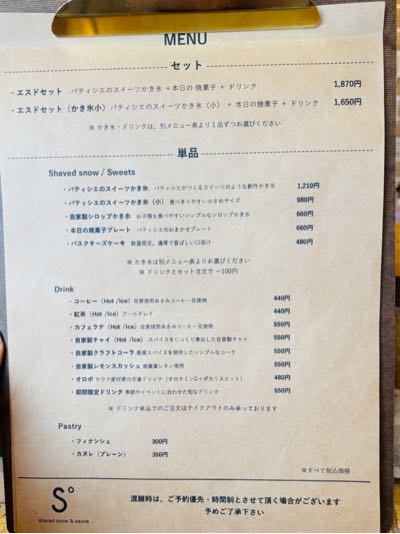 MENU
セット
・エスドセット パティシエのスイーツかき氷 ＋本日の 焼菓子 ＋ ドリンク 1,870円
・エスドセット（かき氷小）パティシエのスイーツかき氷（小） ＋ 本日の 焼菓子 ＋ ドリンク 1,650円
※ かき氷・ドリンクは、別メニュー表より１品ずつお選びください
単品
Shaved snow / Sweets
・パティシエのスイーツかき氷 パティシエがつくるスイーツのような創作かき氷 1,210円
・パティシエのスイーツかき氷（小）食べきりやすい小さめサイズ 980円
・自家製シロップかき氷 お子様も食べやすいシンプルなシロップかき氷 660円
・本日の焼菓子プレート パティシエのおまかせプレート 660円
・バスクチーズケーキ 数量限定。濃厚で香ばしい口溶け 480円
※ かき氷は別メニュー表よりお選びください
※ ドリンクとセット注文で −100円
Drink
・コーヒー（Hot /Ice）自家焙煎あきみコーヒー豆使用 440円
・紅茶（Hot /Ice）アールグレイ 440円
・カフェラテ（Hot /Ice）自家焙煎あきみコーヒー豆使用 550円
・自家製チャイ（Hot /Ice）スパイスをじっくり煮出した自家製チャイ 550円
・自家製クラフトコーラ 厳選スパイスを使用したシンプルなコーラ 550円
・自家製レモンスカッシュ 無農薬レモン使用 550円
・オロポ サウナ愛好家の定番ドリンク（オロナミンC・ポカリスエット） 480円
・期間限定ドリンク 季節やイベントに合わせた旬なドリンク 550円
※ ドリンク単品でのご注文はテイクアウトのみ承っております
Pastry
・フィナンシェ 300円
・カヌレ（プレーン） 350円
※すべて税込価格
S°
shaved snow & sauna
混雑時は、ご予約優先・時間制とさせて頂く場合がございます
予めご了承下さい